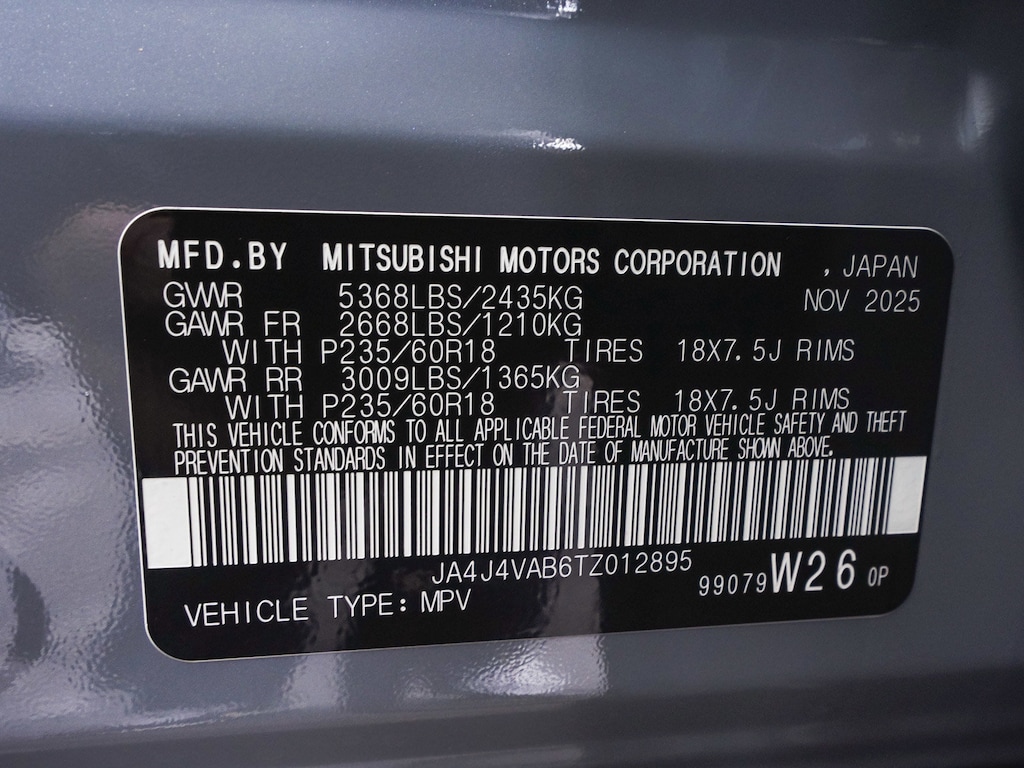 MFD.BY MITSUBISHI MOTORS CORPORATION , JAPAN
GVWR 5368LBS/2435KG NOV 2025
GAWR FR 2668LBS/1210KG
WITH P235/60R18 TIRES 18X7.5J RIMS
GAWR RR 3009LBS/1365KG
WITH P235/60R18 TIRES 18X7.5J RIMS
THIS VEHICLE CONFORMS TO ALL APPLICABLE FEDERAL MOTOR VEHICLE SAFETY AND THEFT
PREVENTION STANDARDS IN EFFECT ON THE DATE OF MANUFACTURE SHOWN ABOVE.
JA4J4VAB6TZ012895
VEHICLE TYPE: MPV 99079 W26 0P